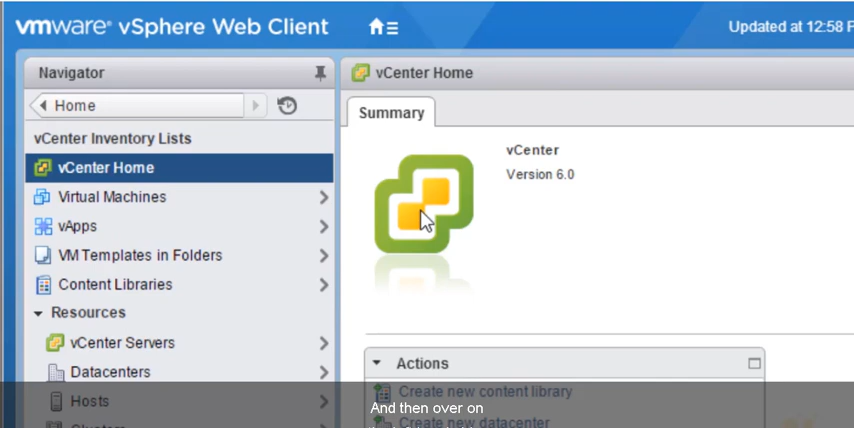 vmware® vSphere Web Client
Updated at 12:58 P
Navigator
Home
vCenter Inventory Lists
vCenter Home
Virtual Machines
vApps
VM Templates in Folders
Content Libraries
Resources
vCenter Servers
Datacenters
Hosts
Clusters
vCenter Home
Summary
vCenter
Version 6.0
Actions
Create new content library
Create new datacenter
And then over on